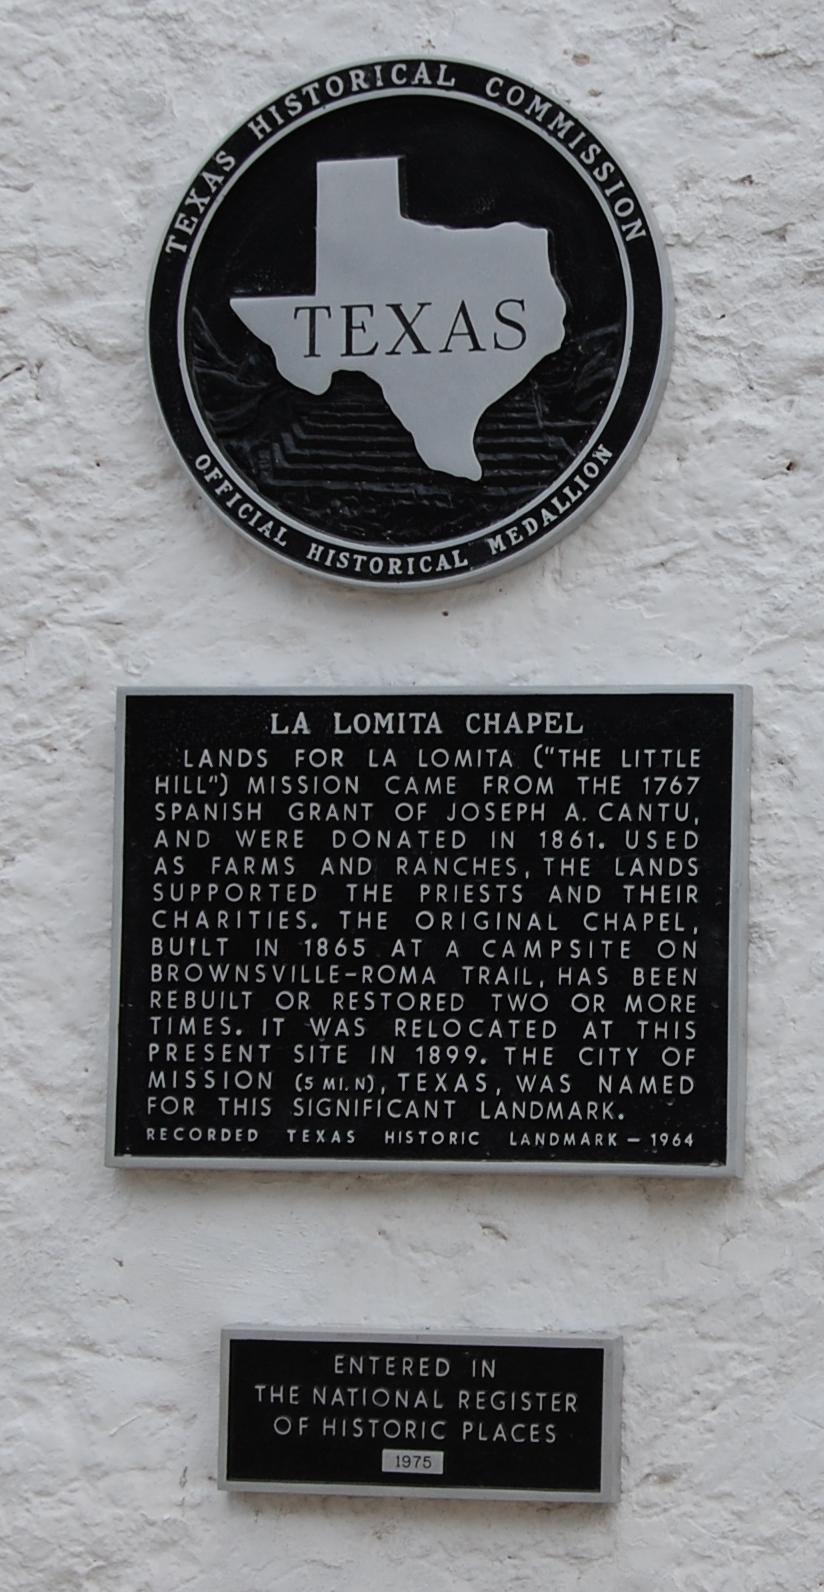 TEXAS HISTORICAL COMMISSION
TEXAS
OFFICIAL HISTORICAL MEDALLION
LA LOMITA CHAPEL
LANDS FOR LA LOMITA ("THE LITTLE
HILL") MISSION CAME FROM THE 1767
SPANISH GRANT OF JOSEPH A. CANTU,
AND WERE DONATED IN 1861. USED
AS FARMS AND RANCHES, THE LANDS
SUPPORTED THE PRIESTS AND THEIR
CHARITIES. THE ORIGINAL CHAPEL,
BUILT IN 1865 AT A CAMPSITE ON
BROWNSVILLE-ROMA TRAIL, HAS BEEN
REBUILT OR RESTORED TWO OR MORE
TIMES. IT WAS RELOCATED AT THIS
PRESENT SITE IN 1899. THE CITY OF
MISSION (5 MI. N), TEXAS, WAS NAMED
FOR THIS SIGNIFICANT LANDMARK.
RECORDED TEXAS HISTORIC LANDMARK - 1964
ENTERED IN
THE NATIONAL REGISTER
OF HISTORIC PLACES
1975